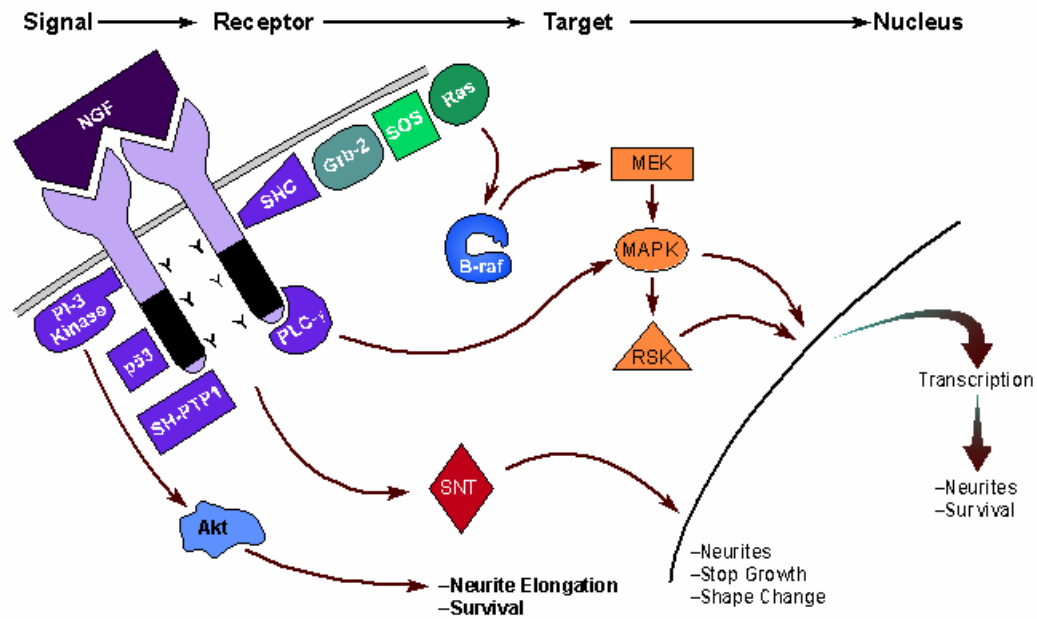 Signal
Receptor
Target
Nucleus
NGF
Ras
SOS
Grb-2
SHC
MEK
B-raf
MAPK
PI-3
Kinase
PLC-γ
p53
RSK
SH-PTP1
Transcription
SNT
–Neurites
–Survival
Akt
–Neurites
–Stop Growth
–Shape Change
–Neurite Elongation
–Survival